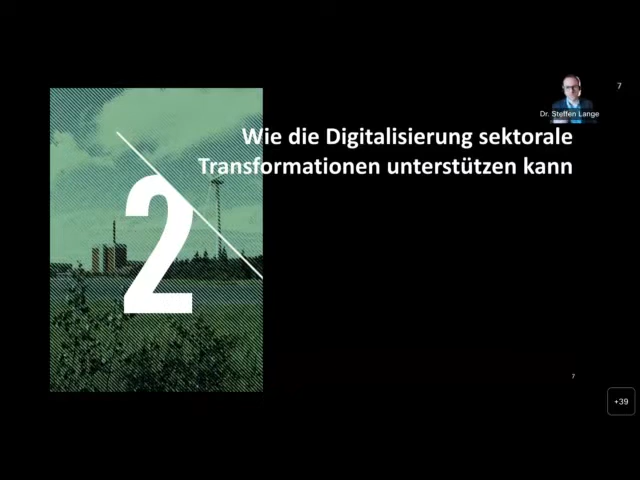 7
Dr. Steffen Lange
Wie die Digitalisierung sektorale
Transformationen unterstützen kann
2
7
+39